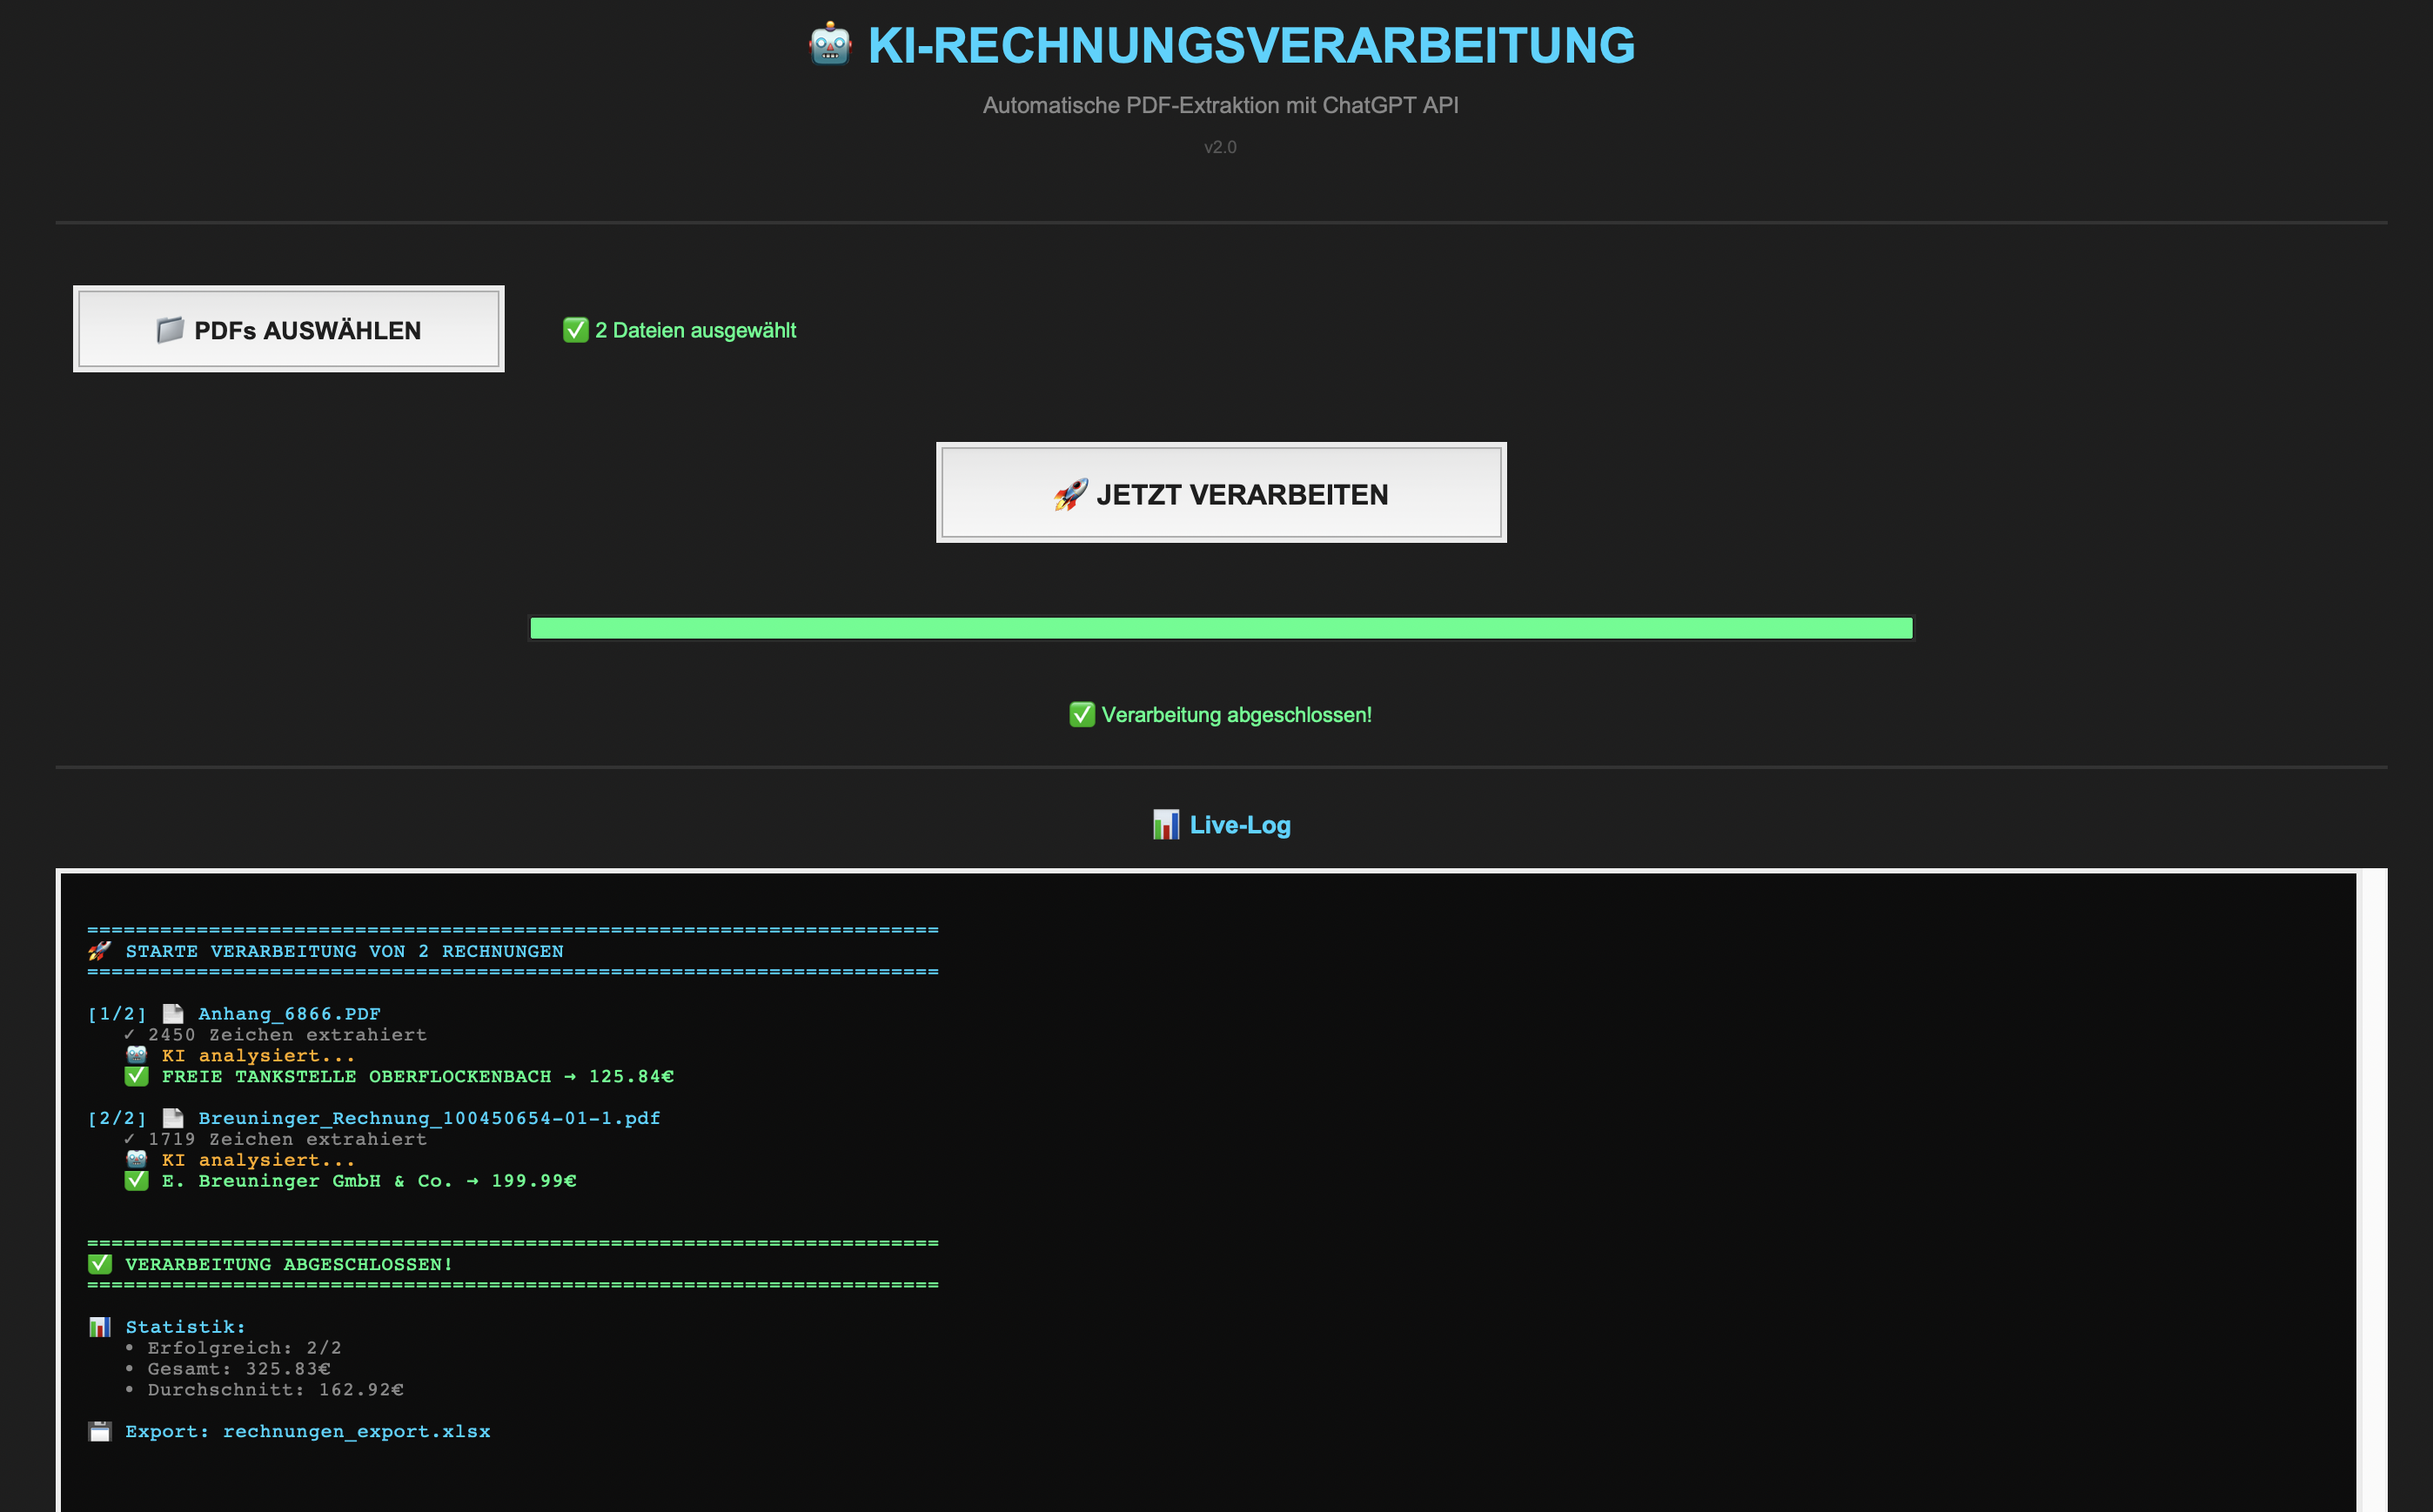 🤖 KI-RECHNUNGSVERARBEITUNG
Automatische PDF-Extraktion mit ChatGPT API
v2.0
📁 PDFs AUSWÄHLEN
✅ 2 Dateien ausgewählt
🚀 JETZT VERARBEITEN
✅ Verarbeitung abgeschlossen!
📊 Live-Log
======================================================================
🚀 STARTE VERARBEITUNG VON 2 RECHNUNGEN
======================================================================
[1/2] 📄 Anhang_6866.PDF
✓ 2450 Zeichen extrahiert
🤖 KI analysiert...
✅ FREIE TANKSTELLE OBERFLOCKENBACH → 125.84€
[2/2] 📄 Breuninger_Rechnung_100450654-01-1.pdf
✓ 1719 Zeichen extrahiert
🤖 KI analysiert...
✅ E. Breuninger GmbH & Co. → 199.99€
======================================================================
✅ VERARBEITUNG ABGESCHLOSSEN!
======================================================================
📊 Statistik:
• Erfolgreich: 2/2
• Gesamt: 325.83€
• Durchschnitt: 162.92€
💾 Export: rechnungen_export.xlsx